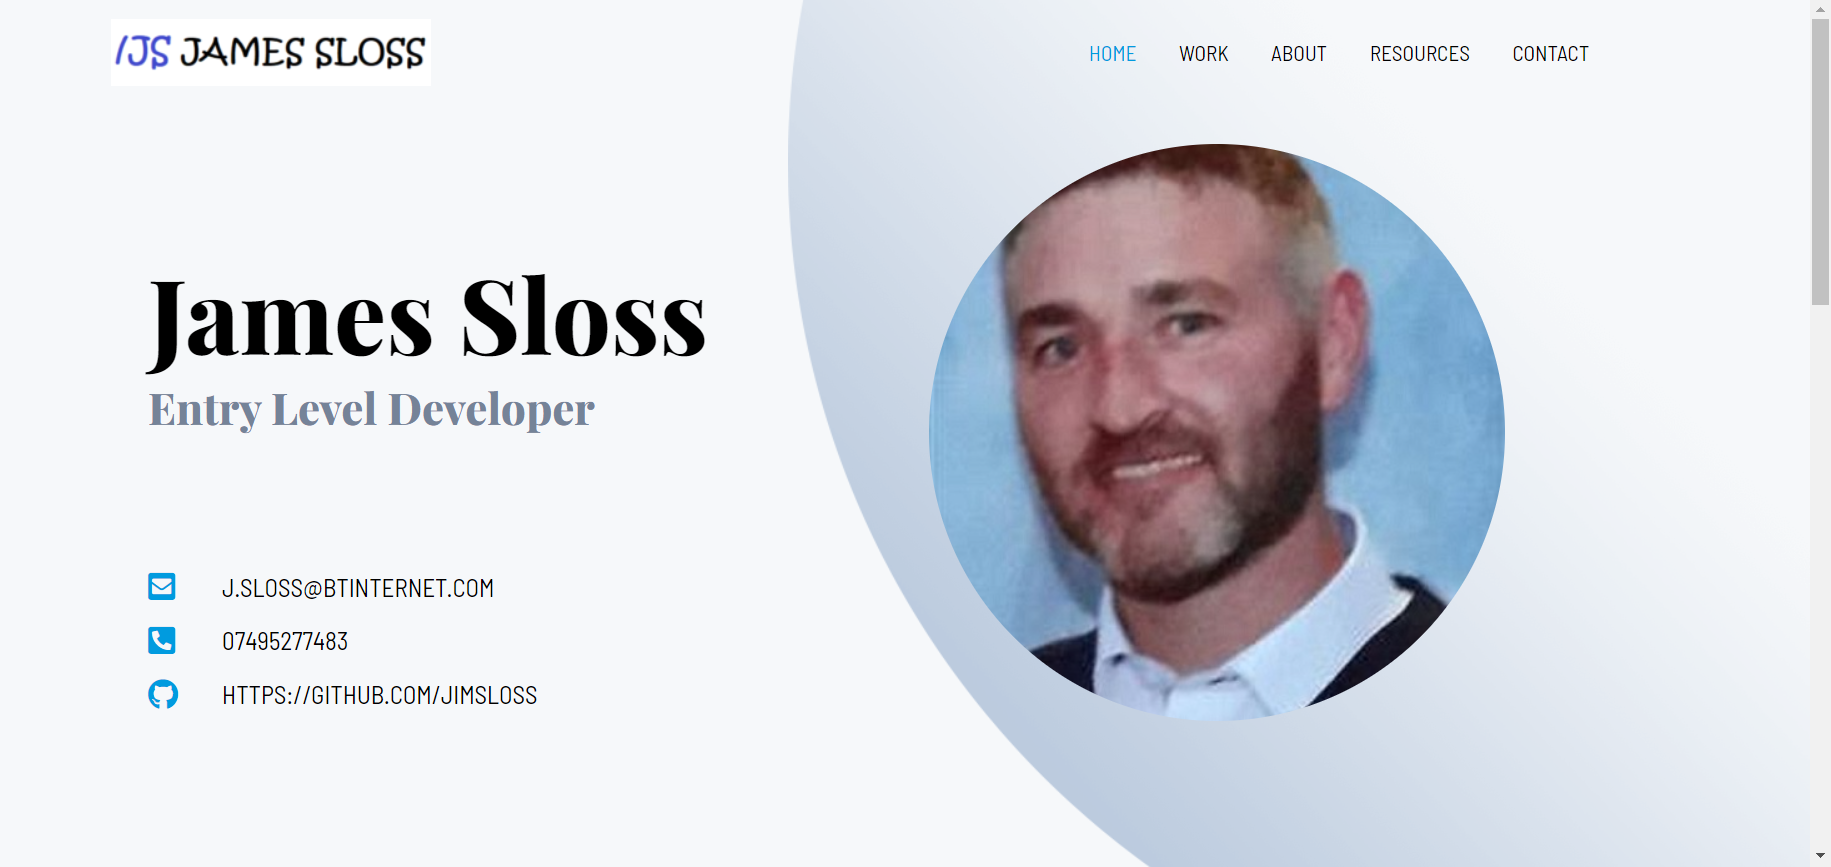 /JS JAMES SLOSS
HOME WORK ABOUT RESOURCES CONTACT
James Sloss
Entry Level Developer
J.SLOSS@BTINTERNET.COM
07495277483
HTTPS://GITHUB.COM/JIMSLOSS